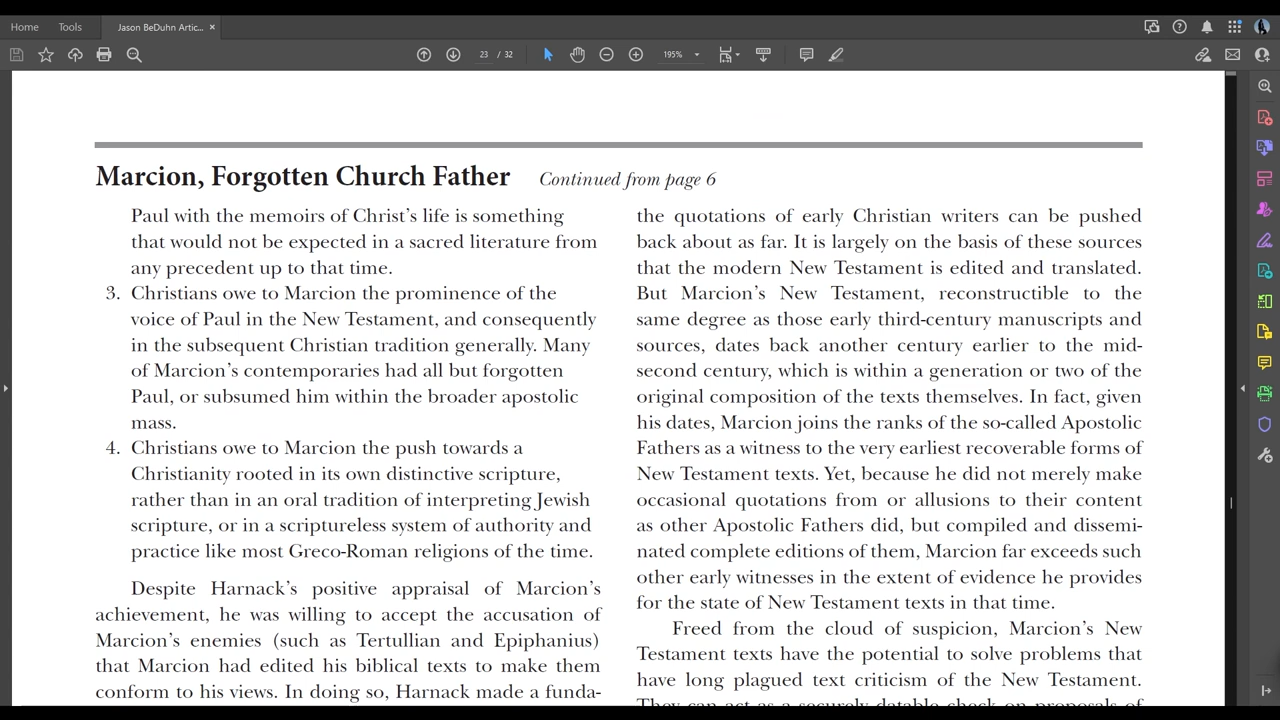 Home
Tools
Jason BeDuhn Artic...
23 / 32
195%
Marcion, Forgotten Church Father Continued from page 6
Paul with the memoirs of Christ's life is something
that would not be expected in a sacred literature from
any precedent up to that time.
3. Christians owe to Marcion the prominence of the
voice of Paul in the New Testament, and consequently
in the subsequent Christian tradition generally. Many
of Marcion's contemporaries had all but forgotten
Paul, or subsumed him within the broader apostolic
mass.
4. Christians owe to Marcion the push towards a
Christianity rooted in its own distinctive scripture,
rather than in an oral tradition of interpreting Jewish
scripture, or in a scriptureless system of authority and
practice like most Greco-Roman religions of the time.
Despite Harnack's positive appraisal of Marcion's
achievement, he was willing to accept the accusation of
Marcion's enemies (such as Tertullian and Epiphanius)
that Marcion had edited his biblical texts to make them
conform to his views. In doing so, Harnack made a funda-
the quotations of early Christian writers can be pushed
back about as far. It is largely on the basis of these sources
that the modern New Testament is edited and translated.
But Marcion's New Testament, reconstructible to the
same degree as those early third-century manuscripts and
sources, dates back another century earlier to the mid-
second century, which is within a generation or two of the
original composition of the texts themselves. In fact, given
his dates, Marcion joins the ranks of the so-called Apostolic
Fathers as a witness to the very earliest recoverable forms of
New Testament texts. Yet, because he did not merely make
occasional quotations from or allusions to their content
as other Apostolic Fathers did, but compiled and dissemi-
nated complete editions of them, Marcion far exceeds such
other early witnesses in the extent of evidence he provides
for the state of New Testament texts in that time.
Freed from the cloud of suspicion, Marcion's New
Testament texts have the potential to solve problems that
have long plagued text criticism of the New Testament.
They can act as a securely datable check on proposals of